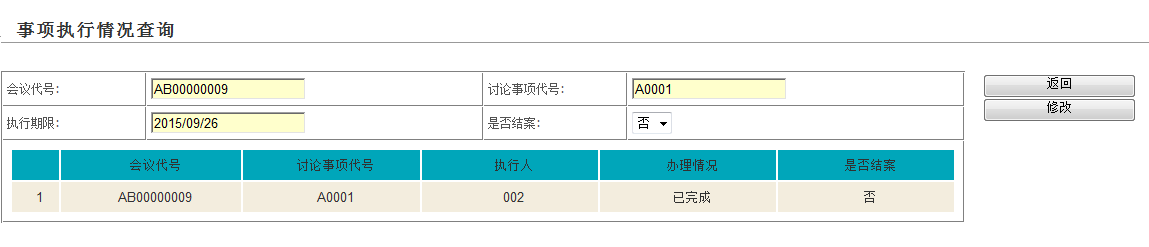 事项执行情况查询
会议代号: AB00000009 讨论事项代号: A0001 返回
修改
执行期限: 2015/09/26 是否结案: 否
会议代号 讨论事项代号 执行人 办理情况 是否结案
1 AB00000009 A0001 002 已完成 否